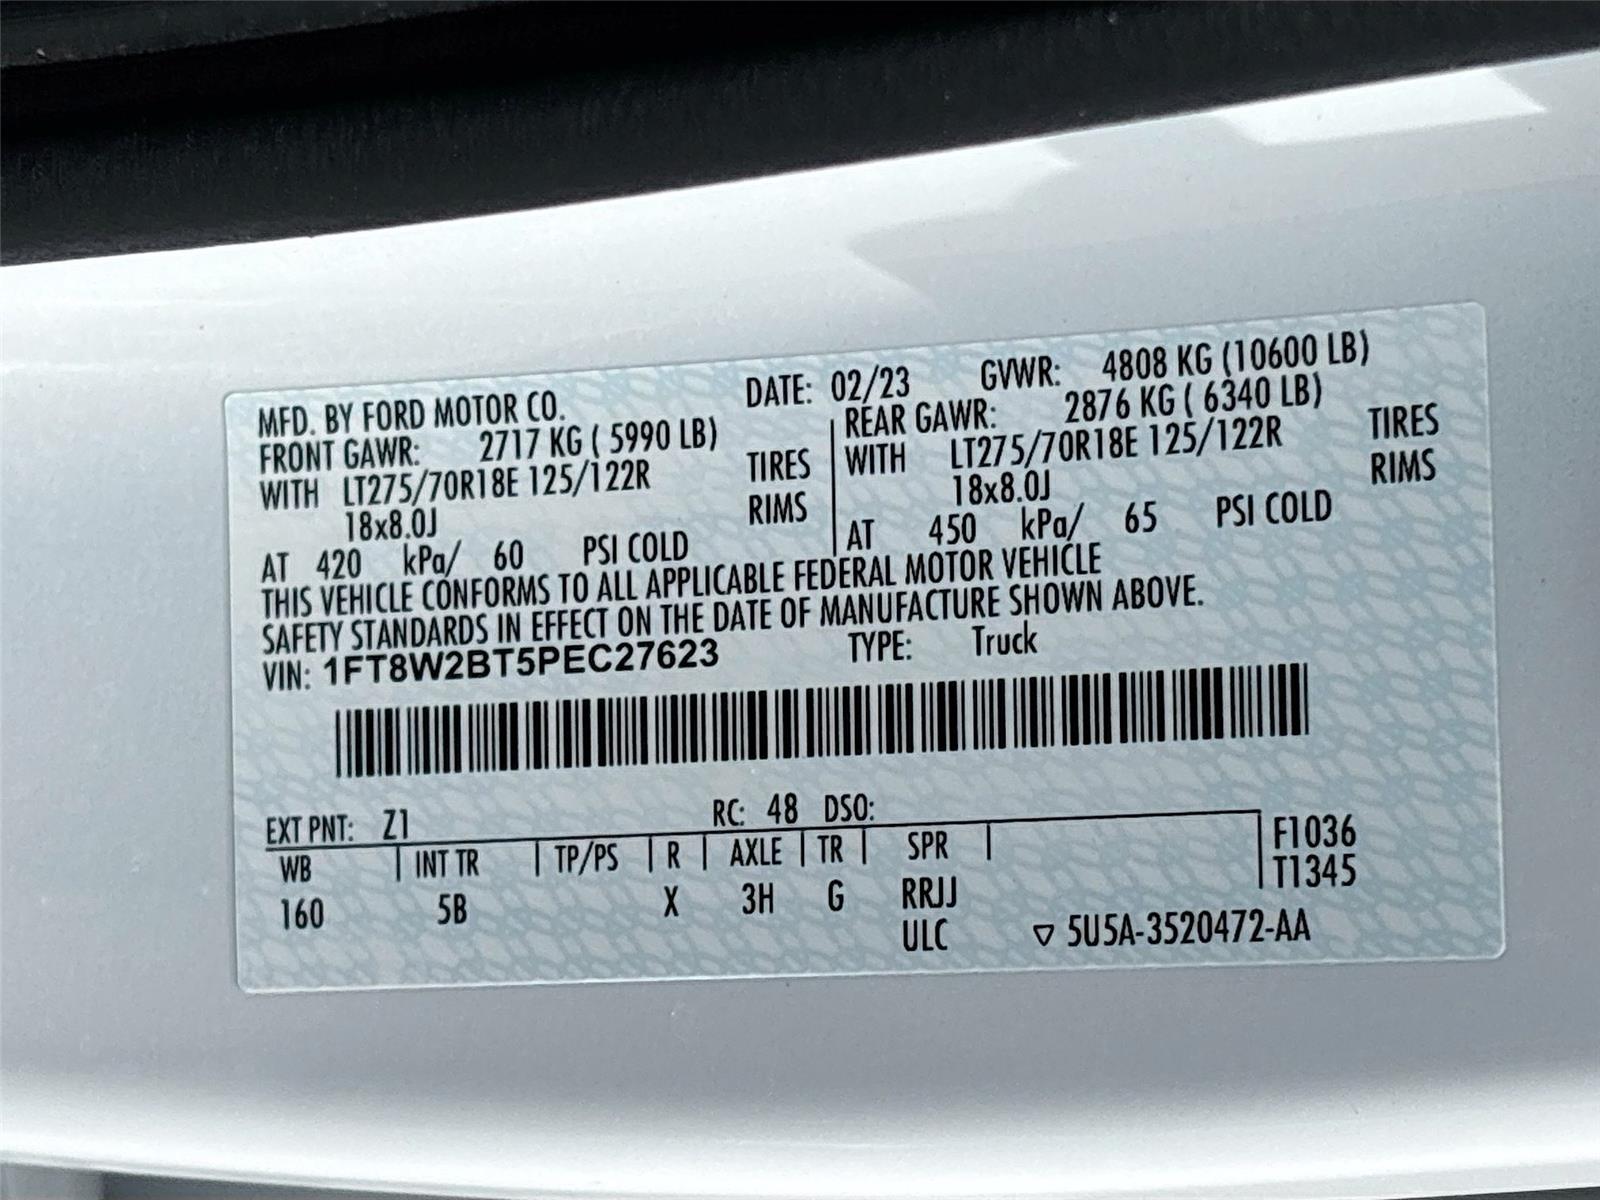 MFD. BY FORD MOTOR CO. DATE: 02/23 GVWR: 4808 KG (10600 LB)
FRONT GAWR: 2717 KG ( 5990 LB)
WITH LT275/70R18E 125/122R TIRES
18x8.0J RIMS
AT 420 kPa/ 60 PSI COLD
REAR GAWR: 2876 KG ( 6340 LB)
WITH LT275/70R18E 125/122R TIRES
18x8.0J RIMS
AT 450 kPa/ 65 PSI COLD
THIS VEHICLE CONFORMS TO ALL APPLICABLE FEDERAL MOTOR VEHICLE
SAFETY STANDARDS IN EFFECT ON THE DATE OF MANUFACTURE SHOWN ABOVE.
VIN: 1FT8W2BT5PEC27623 TYPE: Truck
EXT PNT: Z1 RC: 48 DSO:
WB | INT TR | TP/PS | R | AXLE | TR | SPR | F1036
T1345
160 5B X 3H G RRJJ
ULC ▽ 5U5A-3520472-AA